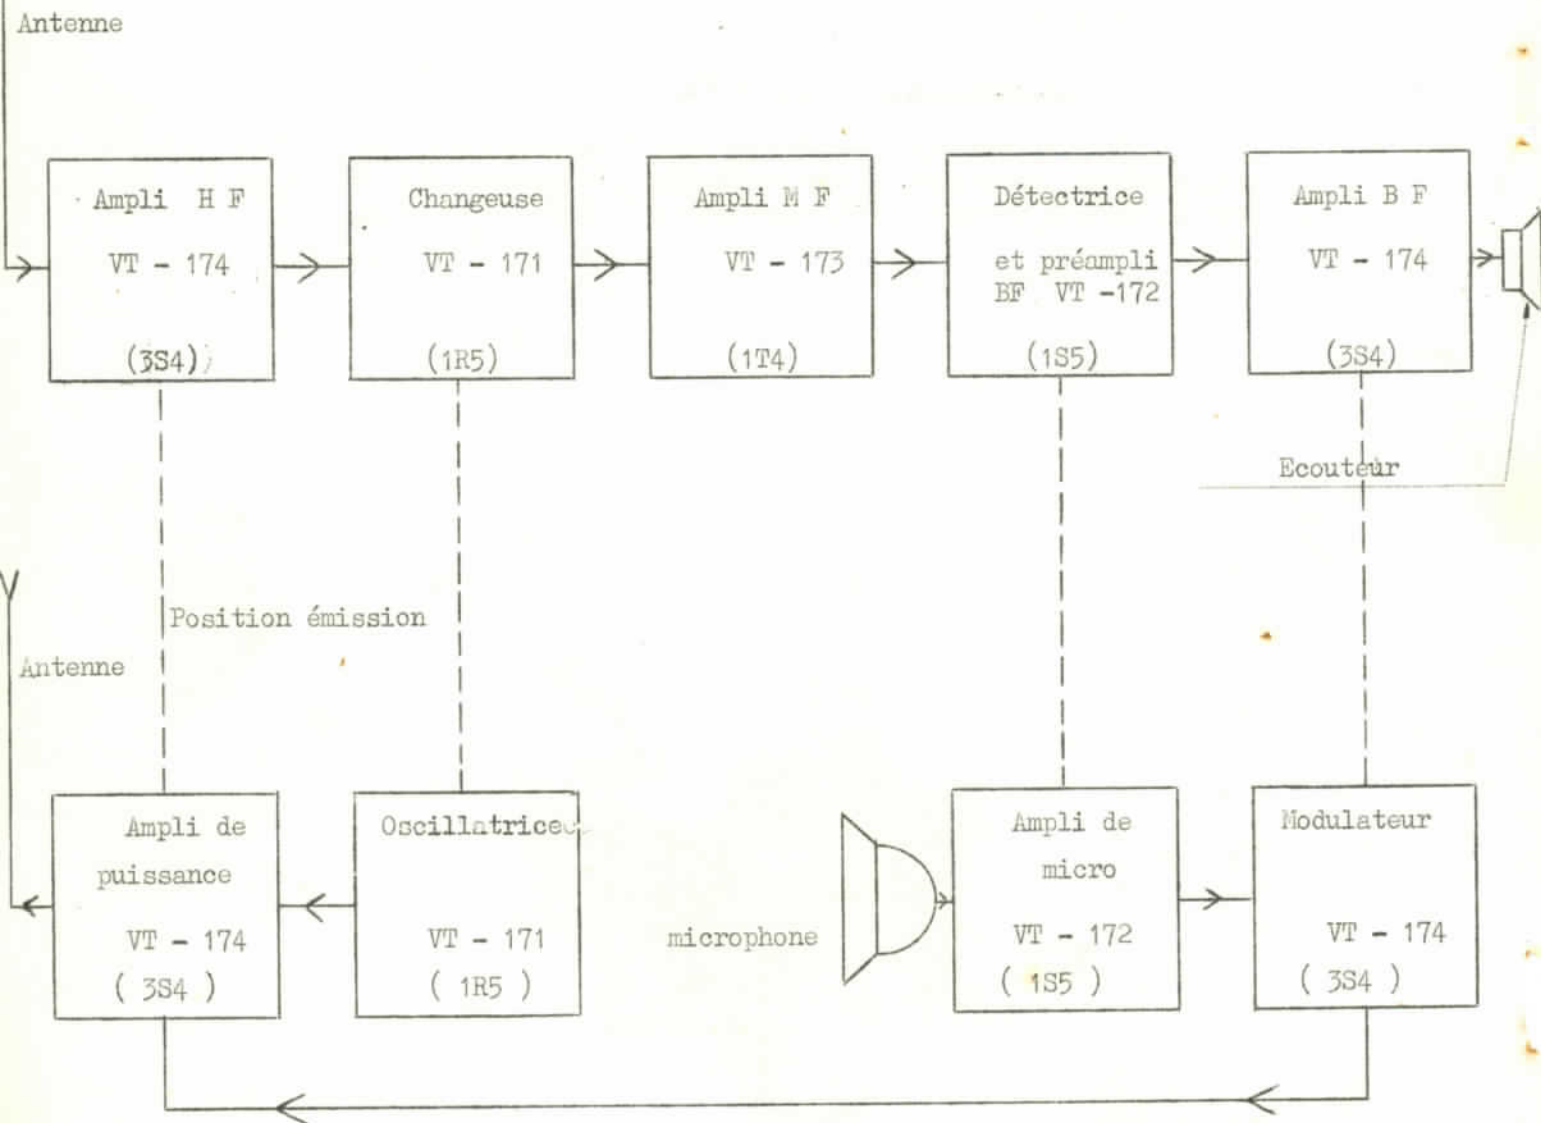 Antenne
Ampli H F
VT - 174
(3S4)
Changeuse
VT - 171
(1R5)
Ampli M F
VT - 173
(1T4)
Détectrice
et préampli
BF VT -172
(1S5)
Ampli B F
VT - 174
(3S4)
Ecouteur
Position émission
Antenne
Ampli de
puissance
VT - 174
( 3S4 )
Oscillatrice
VT - 171
( 1R5 )
microphone
Ampli de
micro
VT - 172
( 1S5 )
Modulateur
VT - 174
( 3S4 )